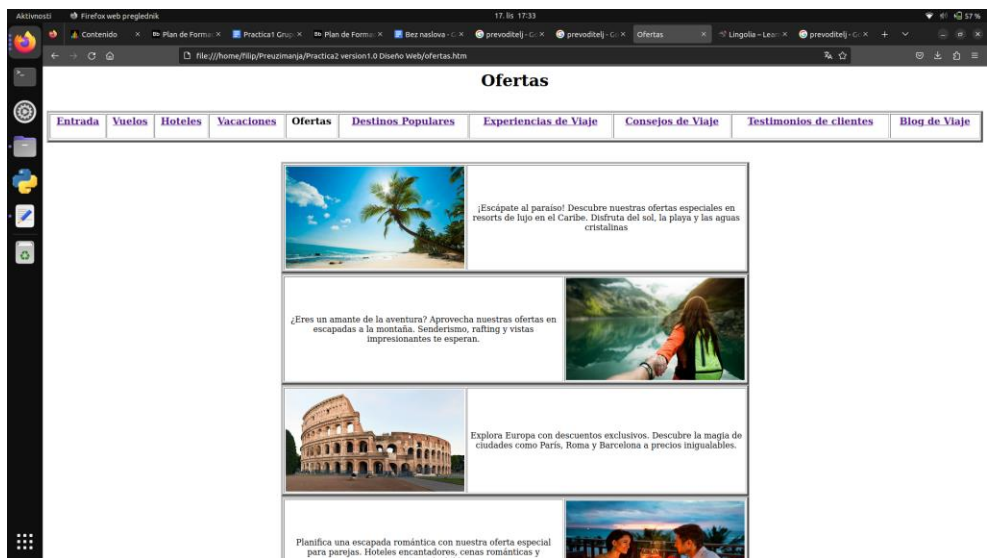 Aktivnosti
Firefox web preglednik
17. lis 17:33
57 %
Contenido
Plan de Forma
Practica1 Gru
Plan de Forma
Bez naslova - G
prevoditelj - G
prevoditelj - G
Ofertas
Lingolia – Lear
prevoditelj - G
file:///home/filip/Preuzimanja/Practica2 version1.0 Diseño Web/ofertas.htm
Ofertas
Entrada Vuelos Hoteles Vacaciones Ofertas Destinos Populares Experiencias de Viaje Consejos de Viaje Testimonios de clientes Blog de Viaje
¡Escápate al paraíso! Descubre nuestras ofertas especiales en
resorts de lujo en el Caribe. Disfruta del sol, la playa y las aguas
cristalinas
¿Eres un amante de la aventura? Aprovecha nuestras ofertas en
escapadas a la montaña. Senderismo, rafting y vistas
impresionantes te esperan.
Explora Europa con descuentos exclusivos. Descubre la magia de
ciudades como París, Roma y Barcelona a precios inigualables.
Planifica una escapada romántica con nuestra oferta especial
para parejas. Hoteles encantadores, cenas románticas y